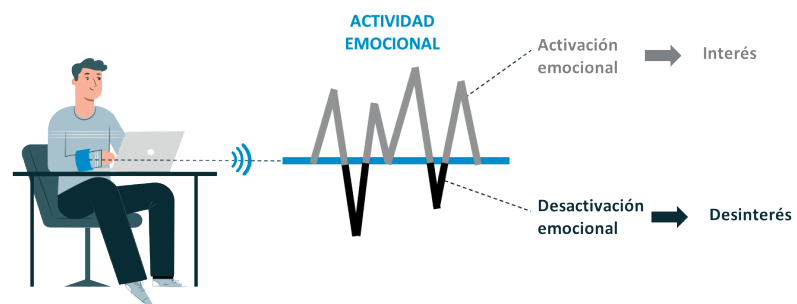 ACTIVIDAD
EMOCIONAL
Activación
emocional
Interés
Desactivación
emocional
Desinterés